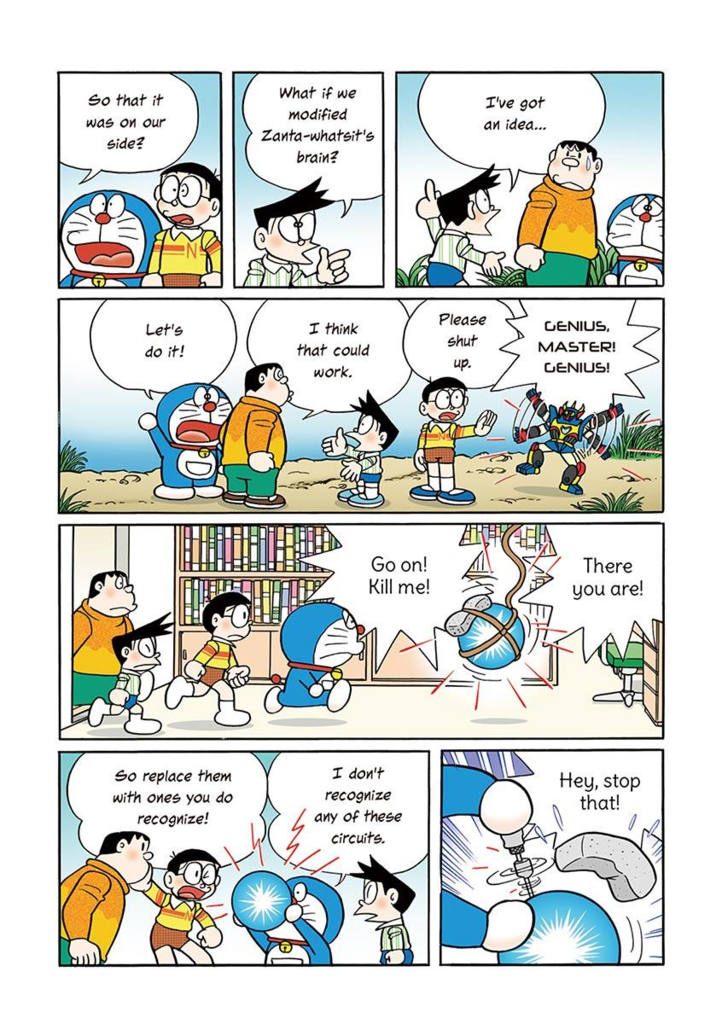 I've got
an idea...
What if we
modified
Zanta-whatsit's
brain?
So that it
was on our
side?
GENIUS,
MASTER!
GENIUS!
Please
shut
up.
I think
that could
work.
Let's
do it!
There
you are!
Go on!
Kill me!
Hey, stop
that!
I don't
recognize
any of these
circuits.
So replace them
with ones you do
recognize!